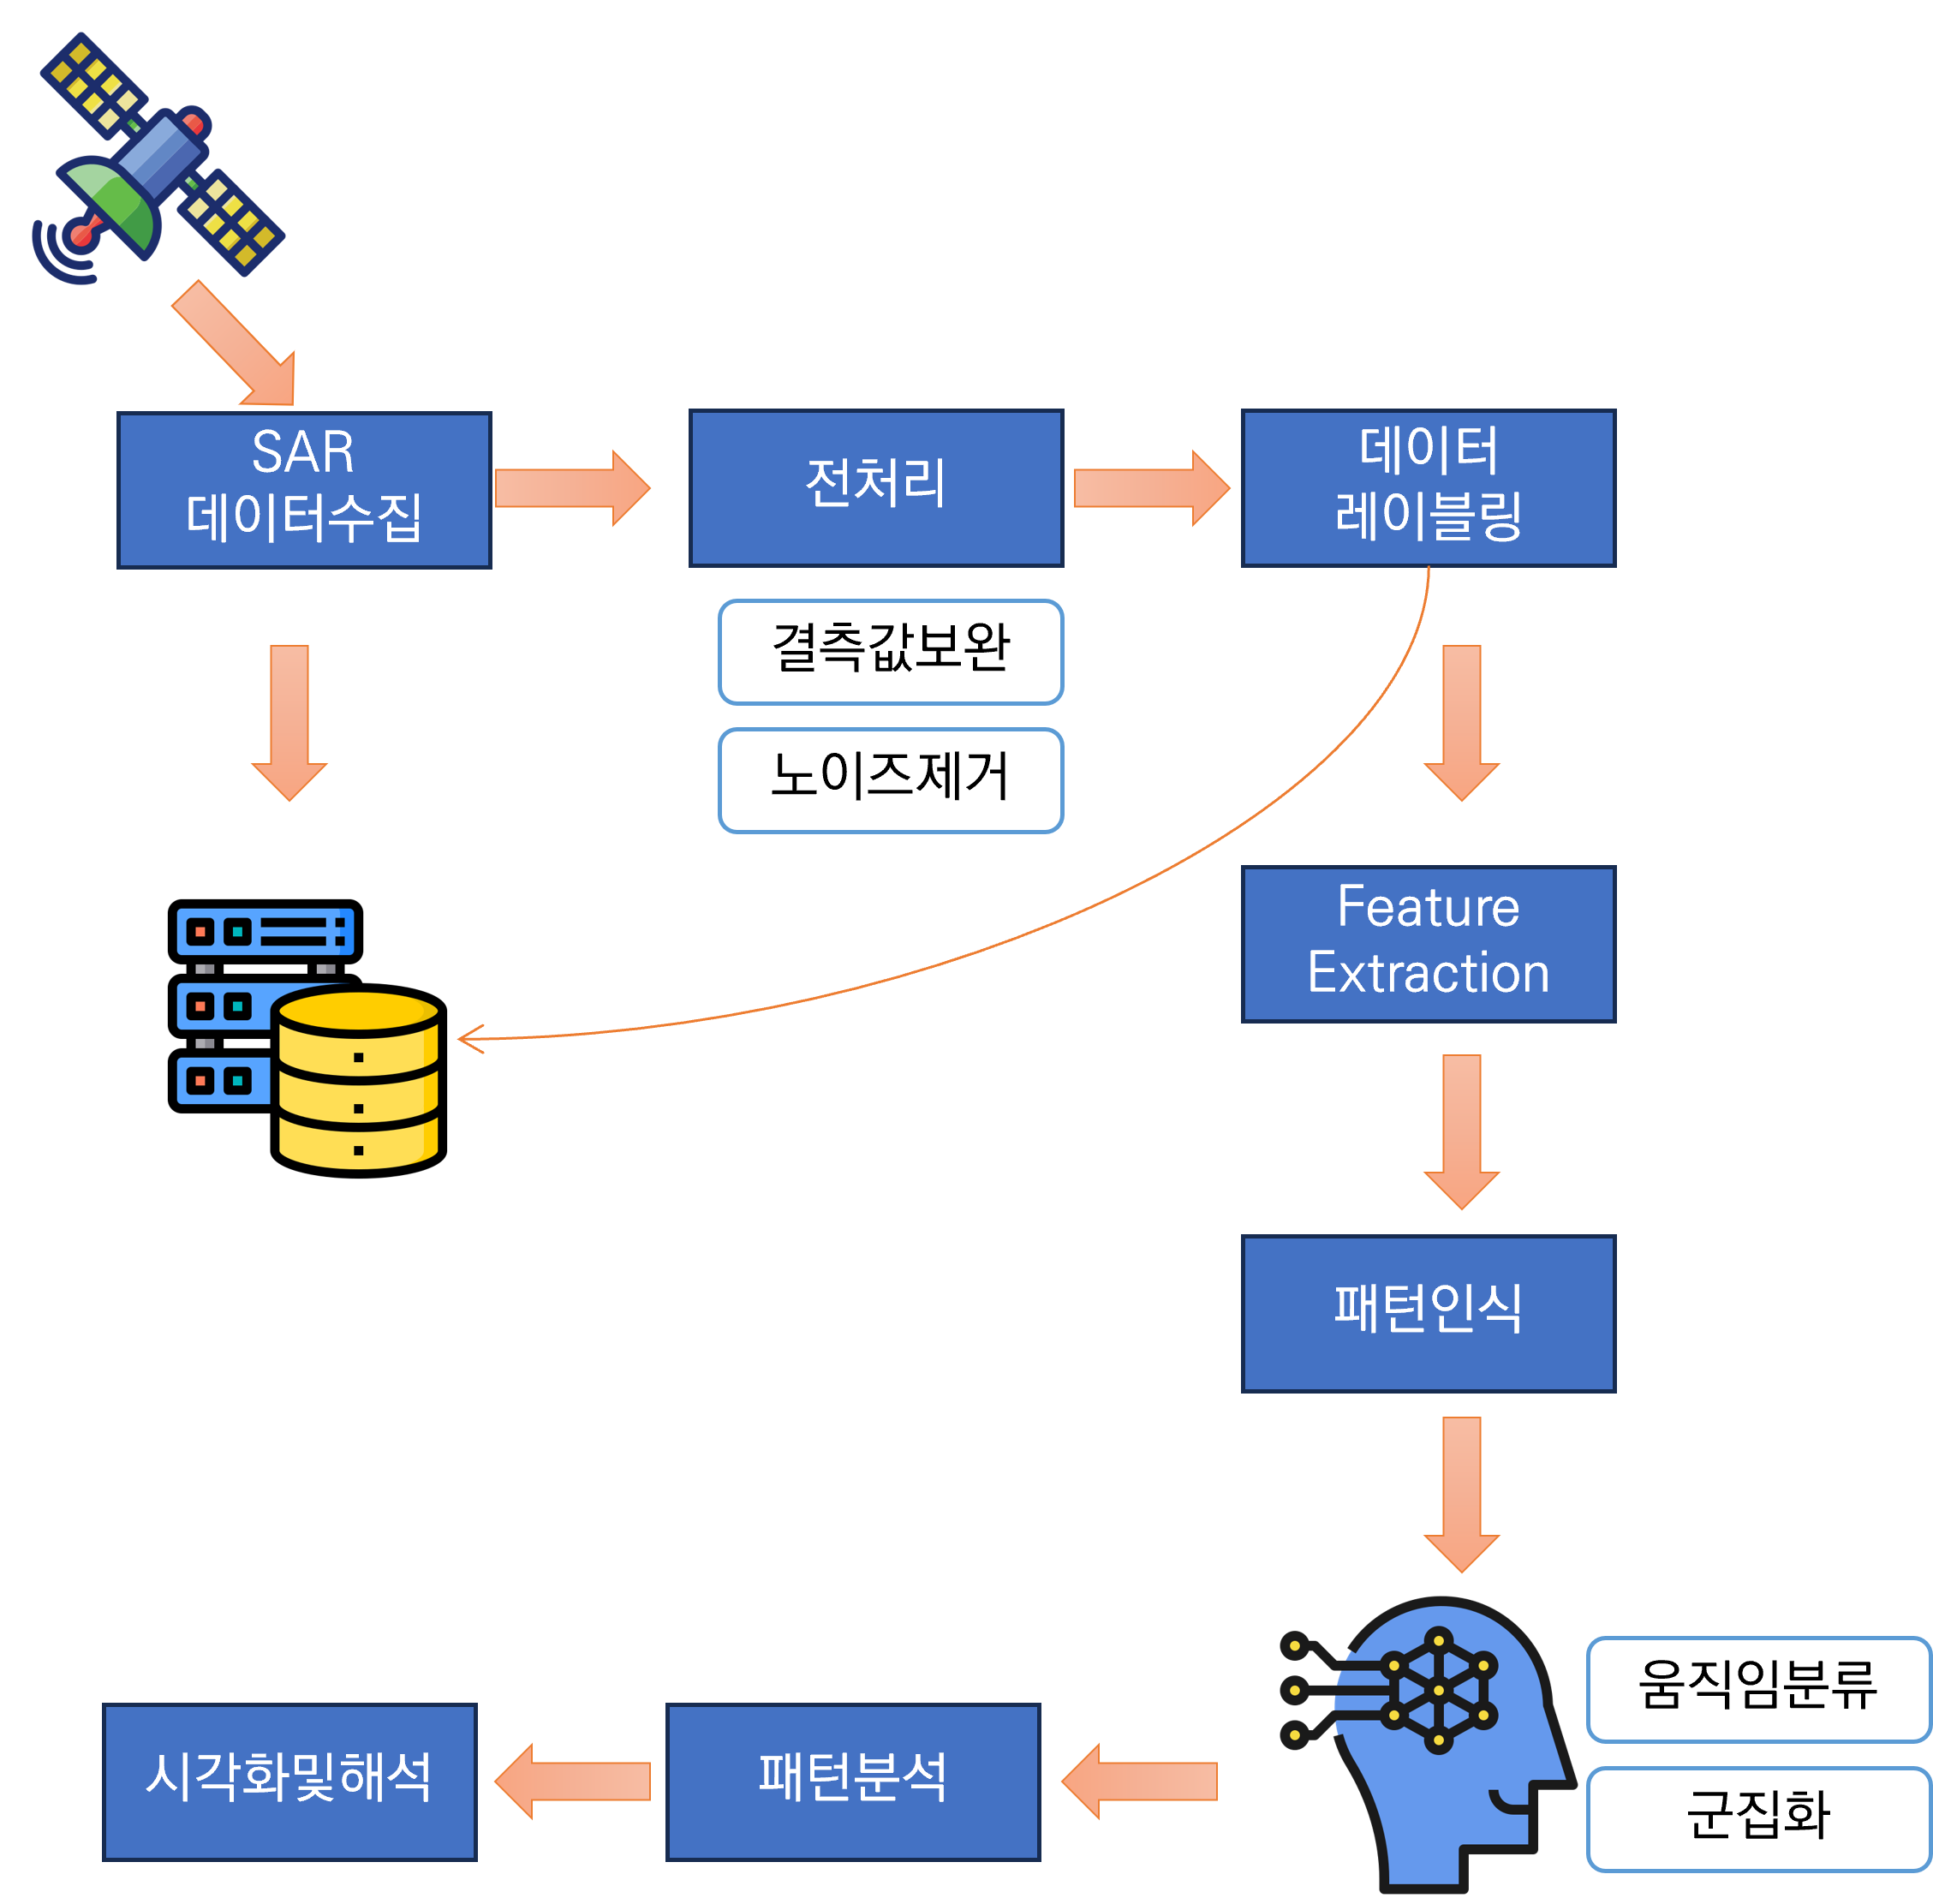 SAR
데이터수집
전처리
데이터
레이블링
결측값보완
노이즈제거
Feature
Extraction
패턴인식
움직임분류
군집화
패턴분석
시각화및해석